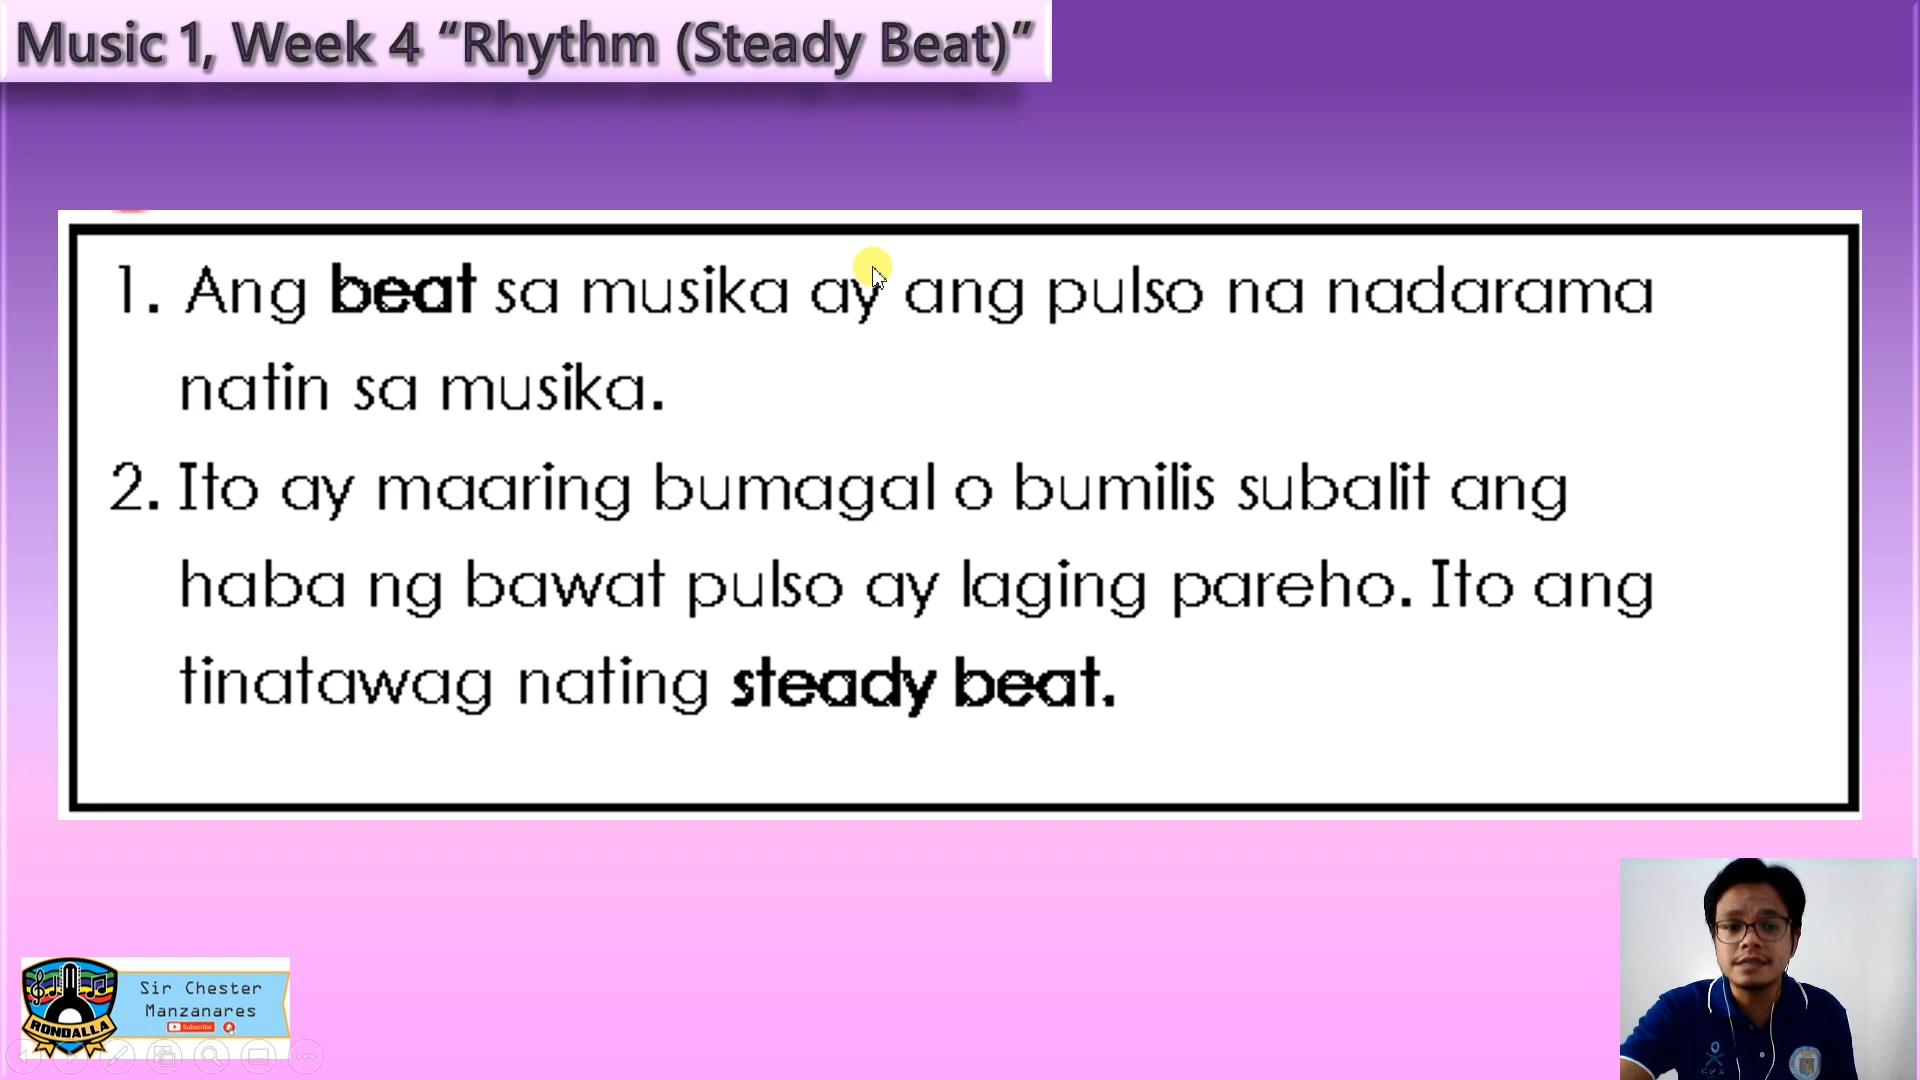 Music 1, Week 4 “Rhythm (Steady Beat)”
1. Ang beat sa musika ay ang pulso na nadarama
natin sa musika.
2. Ito ay maaring bumagal o bumilis subalit ang
haba ng bawat pulso ay laging pareho. Ito ang
tinatawag nating steady beat.
Sir Chester
Manzanares
Subscribe
RONDALLA